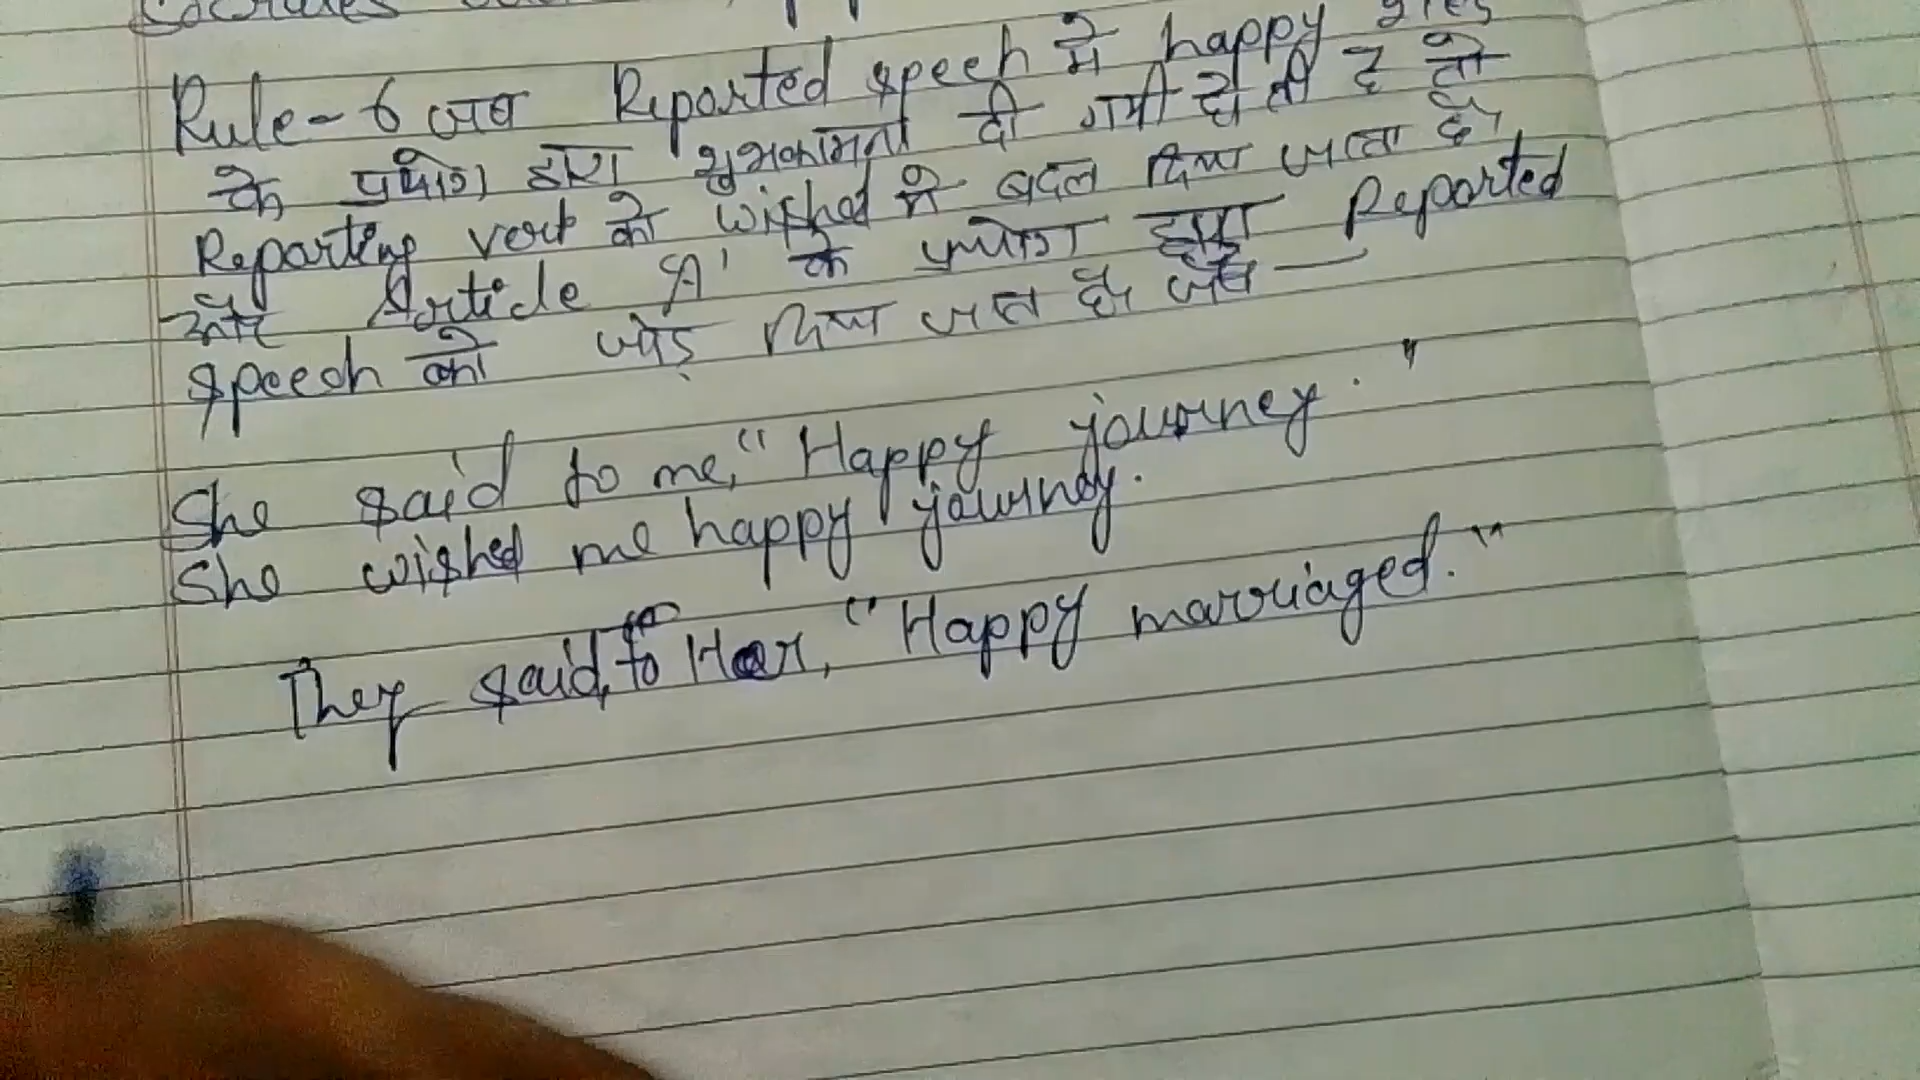 Rule-6 जब Reported speech मे happy
के प्रयोग द्वारा शुभकामना दी गयी होती है तो
Reporting verb को wished मे बदल दिया जाता है।
और Article 'A' के प्रयोग द्वारा Reported
speech को जोड़ दिया जाता है। जैसे —
She said to me, "Happy journey."
She wished me happy journey.
They said, to Her, "Happy marriaged."